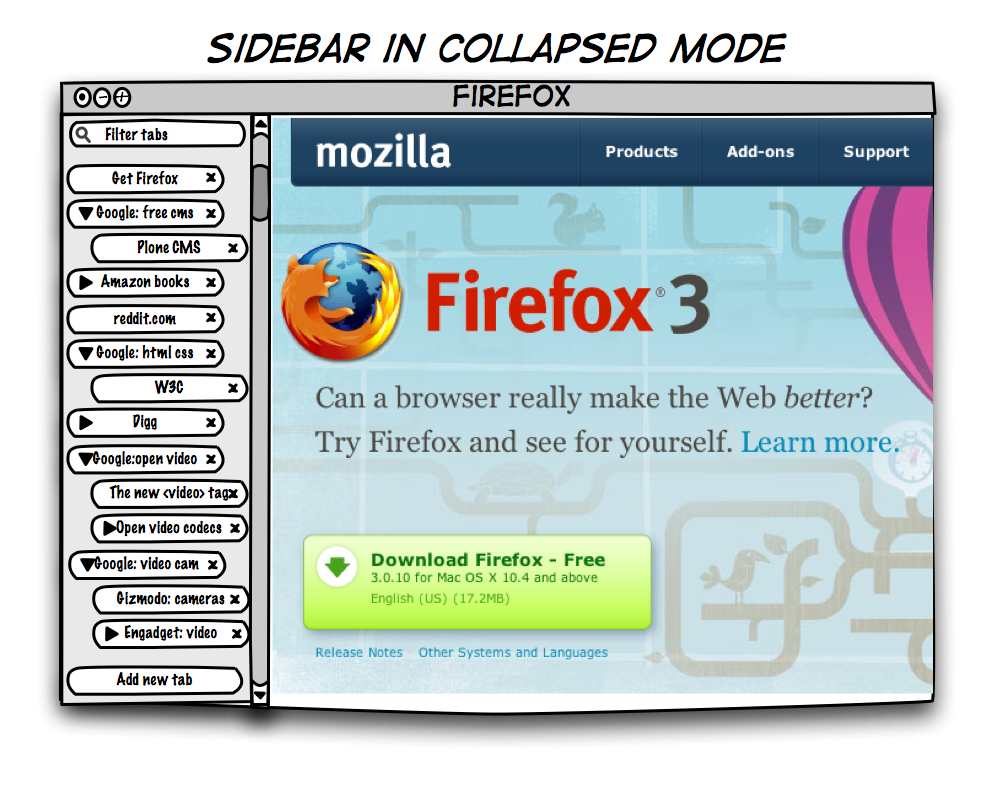 SIDEBAR IN COLLAPSED MODE
FIREFOX
Filter tabs
Get Firefox
Google: free cms
Plone CMS
Amazon books
reddit.com
Google: html css
W3C
Digg
Google:open video
The new <video> tag
Open video codecs
Google: video cam
Gizmodo: cameras
Engadget: video
Add new tab
mozilla
Products
Add-ons
Support
Firefox® 3
Can a browser really make the Web better?
Try Firefox and see for yourself. Learn more.
Download Firefox - Free
3.0.10 for Mac OS X 10.4 and above
English (US) (17.2MB)
Release Notes Other Systems and Languages